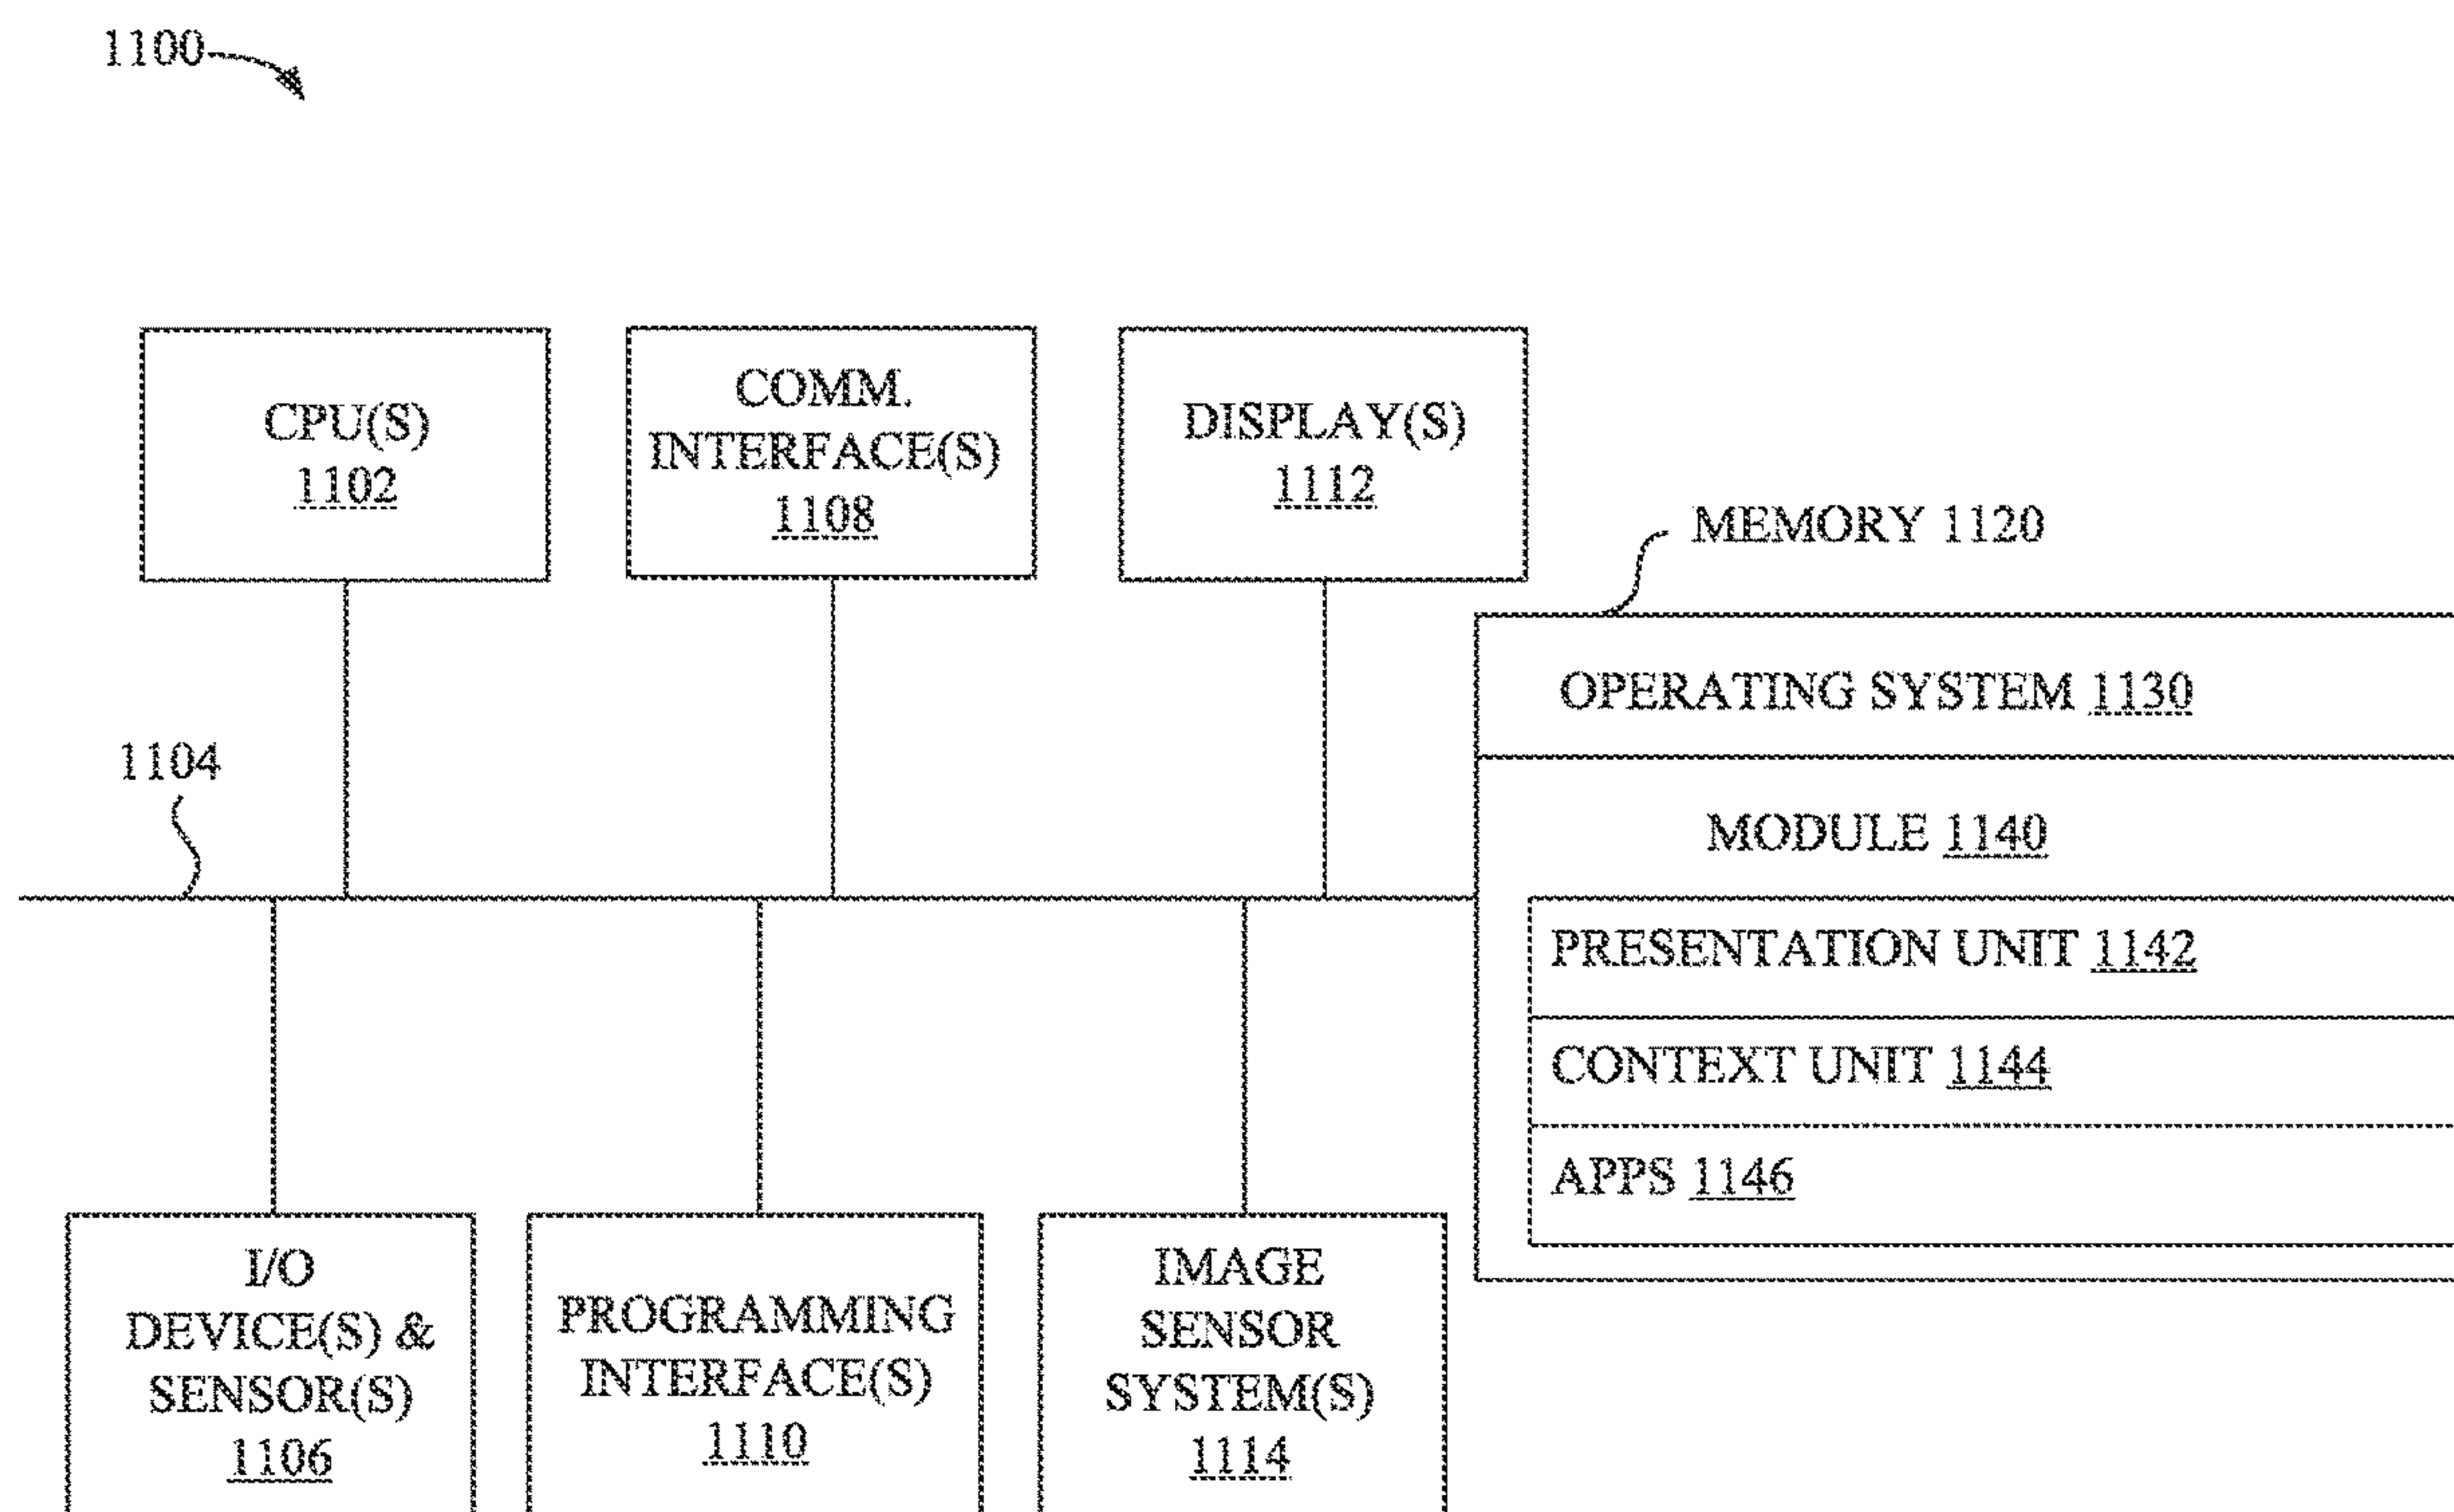 1100
CPU(S)
1102
COMM.
INTERFACE(S)
1108
DISPLAY(S)
1112
MEMORY 1120
OPERATING SYSTEM 1130
MODULE 1140
PRESENTATION UNIT 1142
CONTEXT UNIT 1144
APPS 1146
1104
I/O
DEVICE(S) &
SENSOR(S)
1106
PROGRAMMING
INTERFACE(S)
1110
IMAGE
SENSOR
SYSTEM(S)
1114